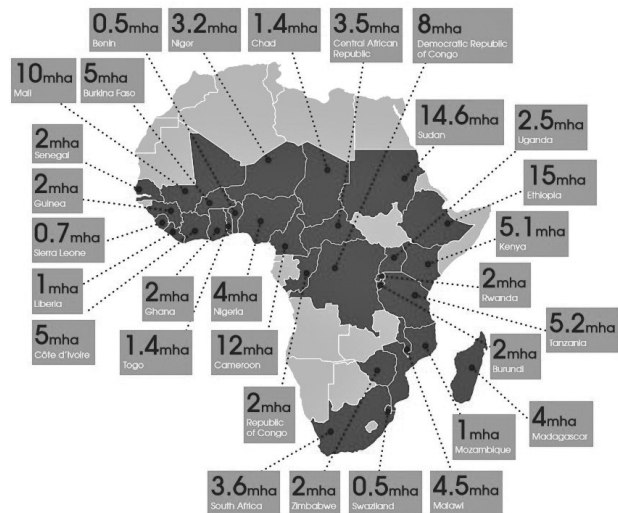 0.5mha
Benin
3.2mha
Niger
1.4mha
Chad
3.5mha
Central African
Republic
8mha
Democratic Republic
of Congo
10mha
Mali
5mha
Burkina Faso
14.6mha
Sudan
2.5mha
Uganda
2mha
Senegal
15mha
Ethiopia
2mha
Guinea
5.1mha
Kenya
0.7mha
Sierra Leone
2mha
Rwanda
1mha
Liberia
2mha
Ghana
4mha
Nigeria
5.2mha
Tanzania
5mha
Côte d'Ivoire
1.4mha
Togo
12mha
Cameroon
2mha
Burundi
2mha
Republic
of Congo
1mha
Mozambique
4mha
Madagascar
3.6mha
South Africa
2mha
Zimbabwe
0.5mha
Swaziland
4.5mha
Malawi